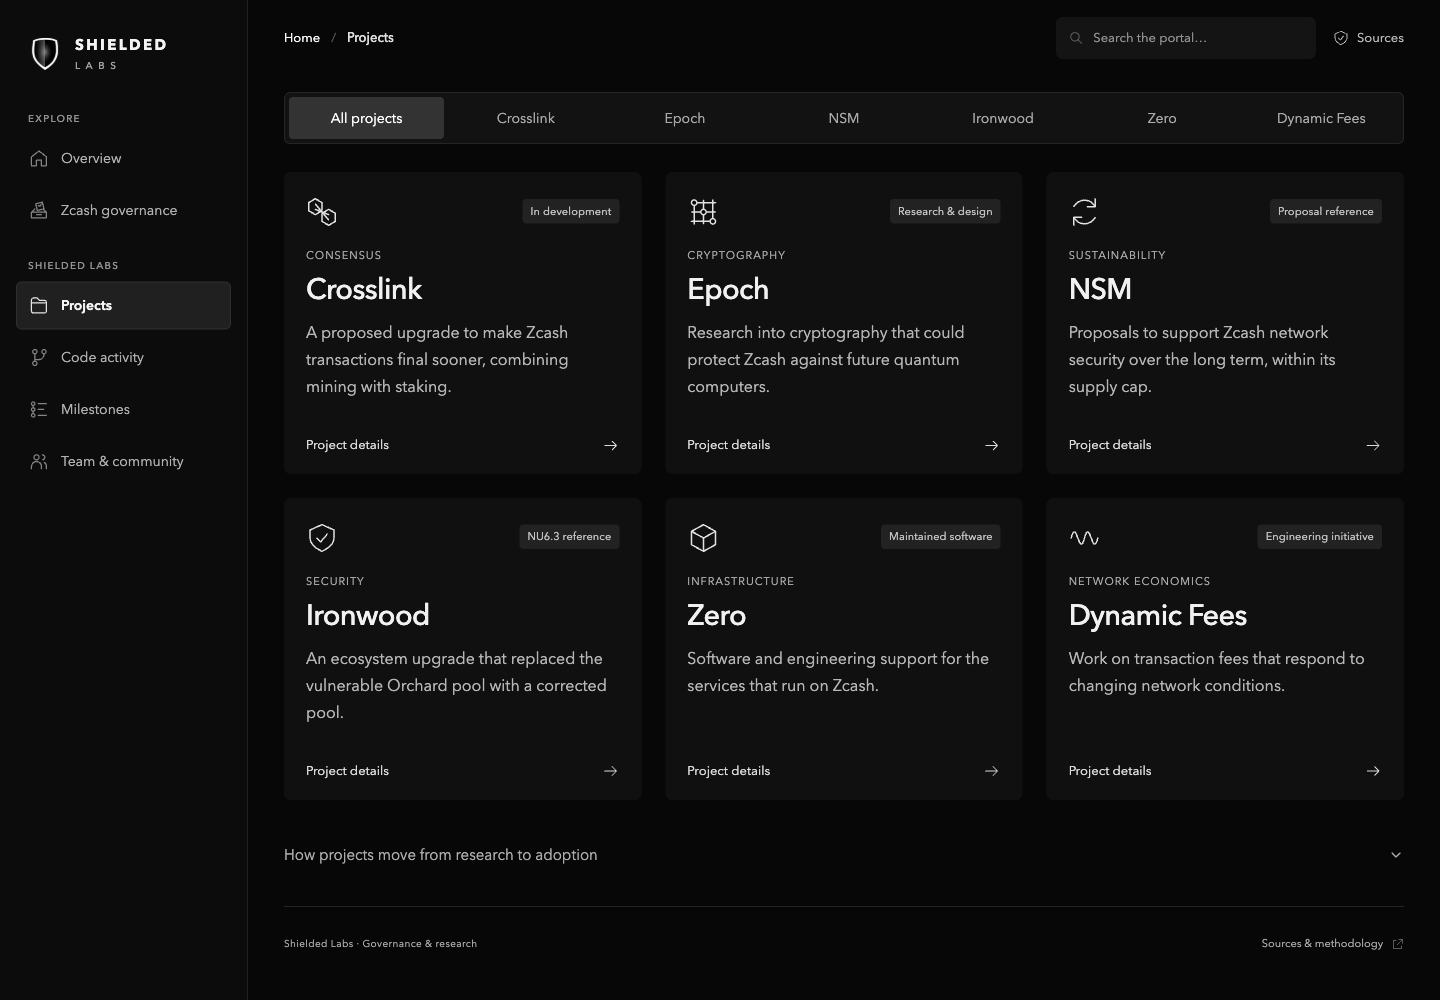 SHIELDED
LABS
EXPLORE
Overview
Zcash governance
SHIELDED LABS
Projects
Code activity
Milestones
Team & community
Home / Projects
Search the portal...
Sources
All projects
Crosslink
Epoch
NSM
Ironwood
Zero
Dynamic Fees
In development
CONSENSUS
Crosslink
A proposed upgrade to make Zcash
transactions final sooner, combining
mining with staking.
Project details
Research & design
CRYPTOGRAPHY
Epoch
Research into cryptography that could
protect Zcash against future quantum
computers.
Project details
Proposal reference
SUSTAINABILITY
NSM
Proposals to support Zcash network
security over the long term, within its
supply cap.
Project details
NU6.3 reference
SECURITY
Ironwood
An ecosystem upgrade that replaced the
vulnerable Orchard pool with a corrected
pool.
Project details
Maintained software
INFRASTRUCTURE
Zero
Software and engineering support for the
services that run on Zcash.
Project details
Engineering initiative
NETWORK ECONOMICS
Dynamic Fees
Work on transaction fees that respond to
changing network conditions.
Project details
How projects move from research to adoption
Shielded Labs · Governance & research
Sources & methodology